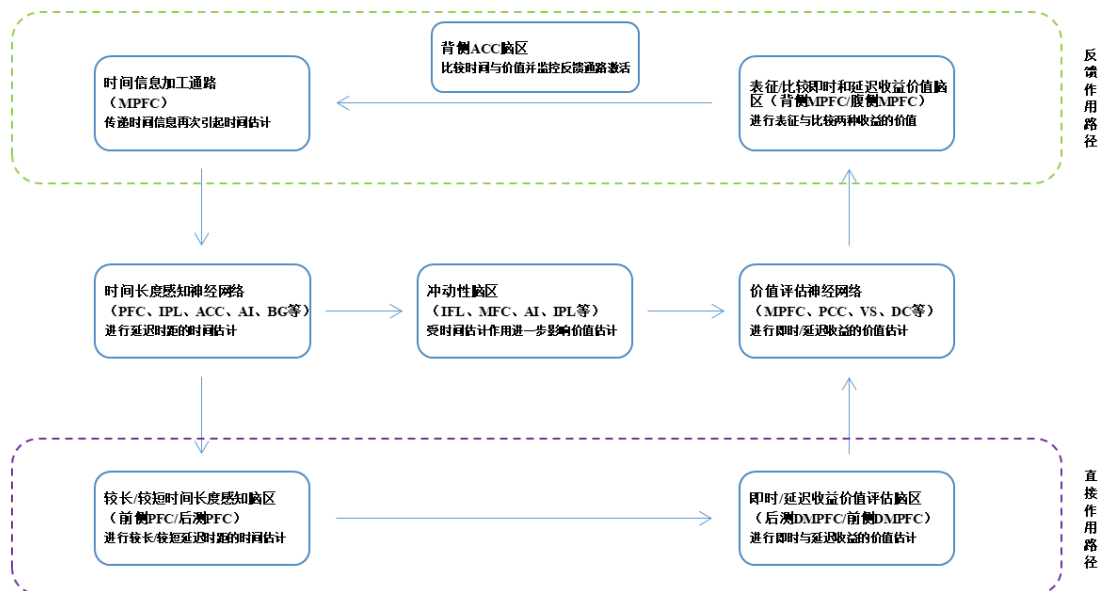 背侧ACC脑区
比较时间与价值并监控反馈通路激活
时间信息加工通路
（MPFC）
传递时间信息再次引起时间估计
表征/比较即时和延迟收益价值脑
区（背侧MPFC/腹侧MPFC）
进行表征与比较两种收益的价值
反馈作用路径
时间长度感知神经网络
（PFC、IPL、ACC、AI、BG等）
进行延迟时距的时间估计
冲动性脑区
（IFL、MFC、AI、IPL等）
受时间估计作用进一步影响价值估计
价值评估神经网络
（MPFC、PCC、VS、DC等）
进行即时/延迟收益的价值估计
较长/较短时间长度感知脑区
（前侧PFC/后测PFC）
进行较长/较短延迟时距的时间估计
即时/延迟收益价值评估脑区
（后测DMPFC/前侧DMPFC）
进行即时与延迟收益的价值估计
直接作用路径